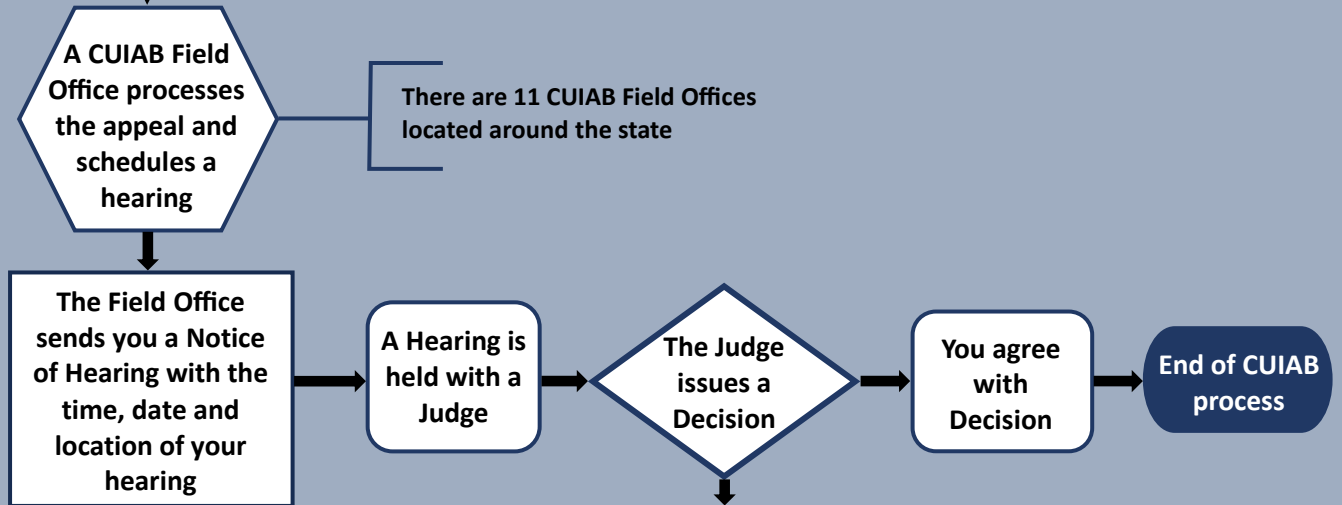 A CUIAB Field
Office processes
the appeal and
schedules a
hearing
There are 11 CUIAB Field Offices
located around the state
The Field Office
sends you a Notice
of Hearing with the
time, date and
location of your
hearing
A Hearing is
held with a
Judge
The Judge
issues a
Decision
You agree
with
Decision
End of CUIAB
process